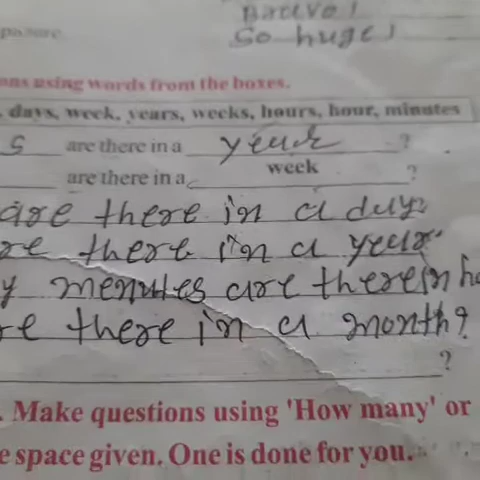 Bravo!
So huge!
ons using words from the boxes.
days, week, years, weeks, hours, hour, minutes
s are there in a year ?
are there in a week ?
are there in a day?
re there in a year
y menutes are there in ho
re there in a month?
?
. Make questions using 'How many' or
e space given. One is done for you.